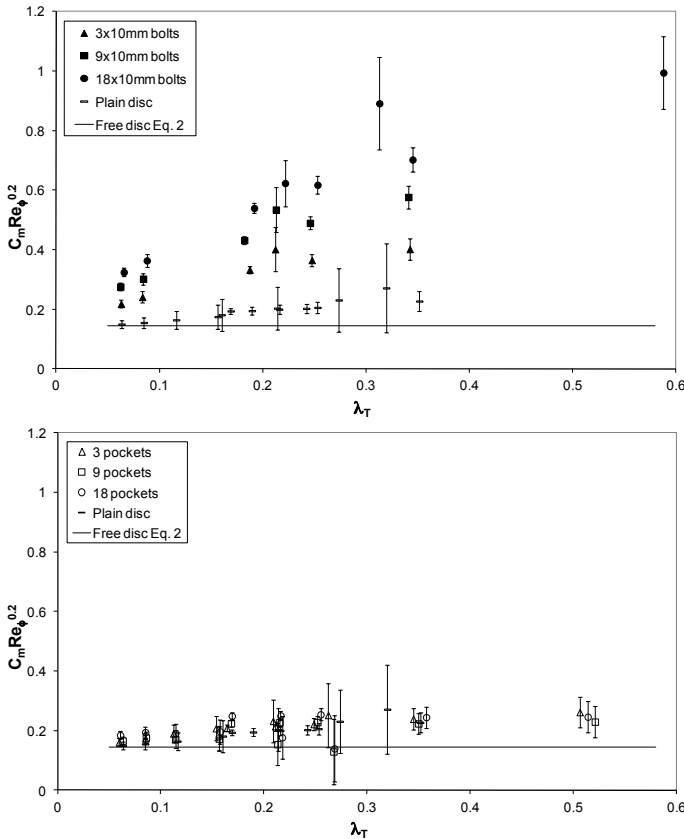 1.2
1
0.8
0.6
0.4
0.2
0
CmReϕ^0.2
3x10mm bolts
9x10mm bolts
18x10mm bolts
Plain disc
Free disc Eq. 2
0 0.1 0.2 0.3 0.4 0.5 0.6
λT
1.2
1
0.8
0.6
0.4
0.2
0
CmReϕ^0.2
3 pockets
9 pockets
18 pockets
Plain disc
Free disc Eq. 2
0 0.1 0.2 0.3 0.4 0.5 0.6
λT